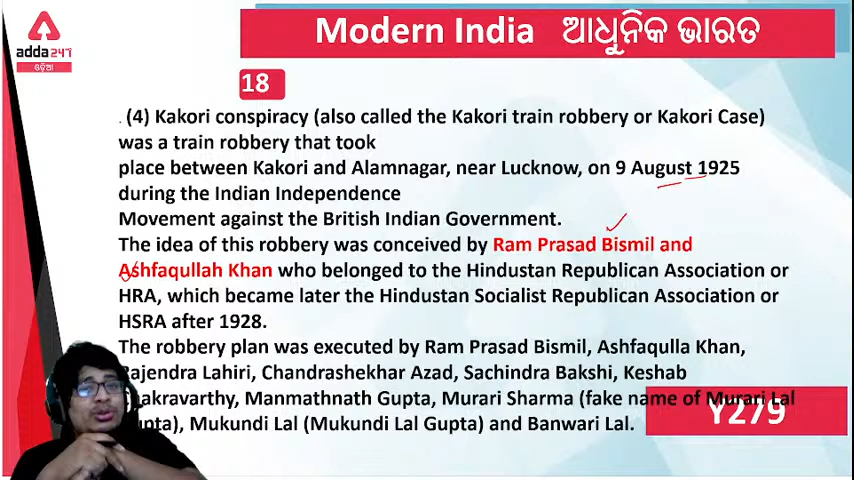 Modern India ଆଧୁନିକ ଭାରତ
adda247
ଓଡ଼ିଆ
18
. (4) Kakori conspiracy (also called the Kakori train robbery or Kakori Case)
was a train robbery that took
place between Kakori and Alamnagar, near Lucknow, on 9 August 1925
during the Indian Independence
Movement against the British Indian Government.
The idea of this robbery was conceived by Ram Prasad Bismil and
Ashfaqullah Khan who belonged to the Hindustan Republican Association or
HRA, which became later the Hindustan Socialist Republican Association or
HSRA after 1928.
The robbery plan was executed by Ram Prasad Bismil, Ashfaqulla Khan,
Rajendra Lahiri, Chandrashekhar Azad, Sachindra Bakshi, Keshab
Chakravarthy, Manmathnath Gupta, Murari Sharma (fake name of Murari Lal
Gupta), Mukundi Lal (Mukundi Lal Gupta) and Banwari Lal.
Y279